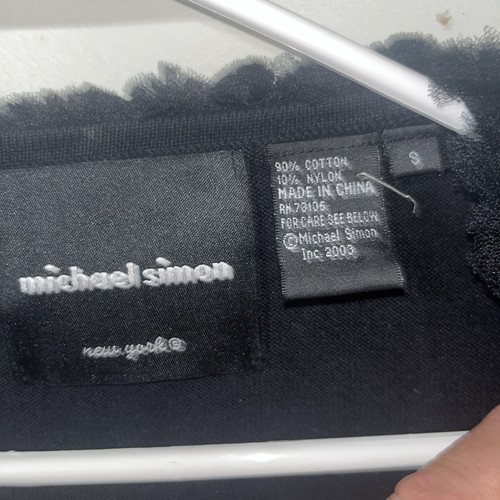 michael simon
new york®
90% COTTON
10% NYLON
MADE IN CHINA
RN 73106
FOR CARE SEE BELOW
©Michael Simon
Inc. 2003
S